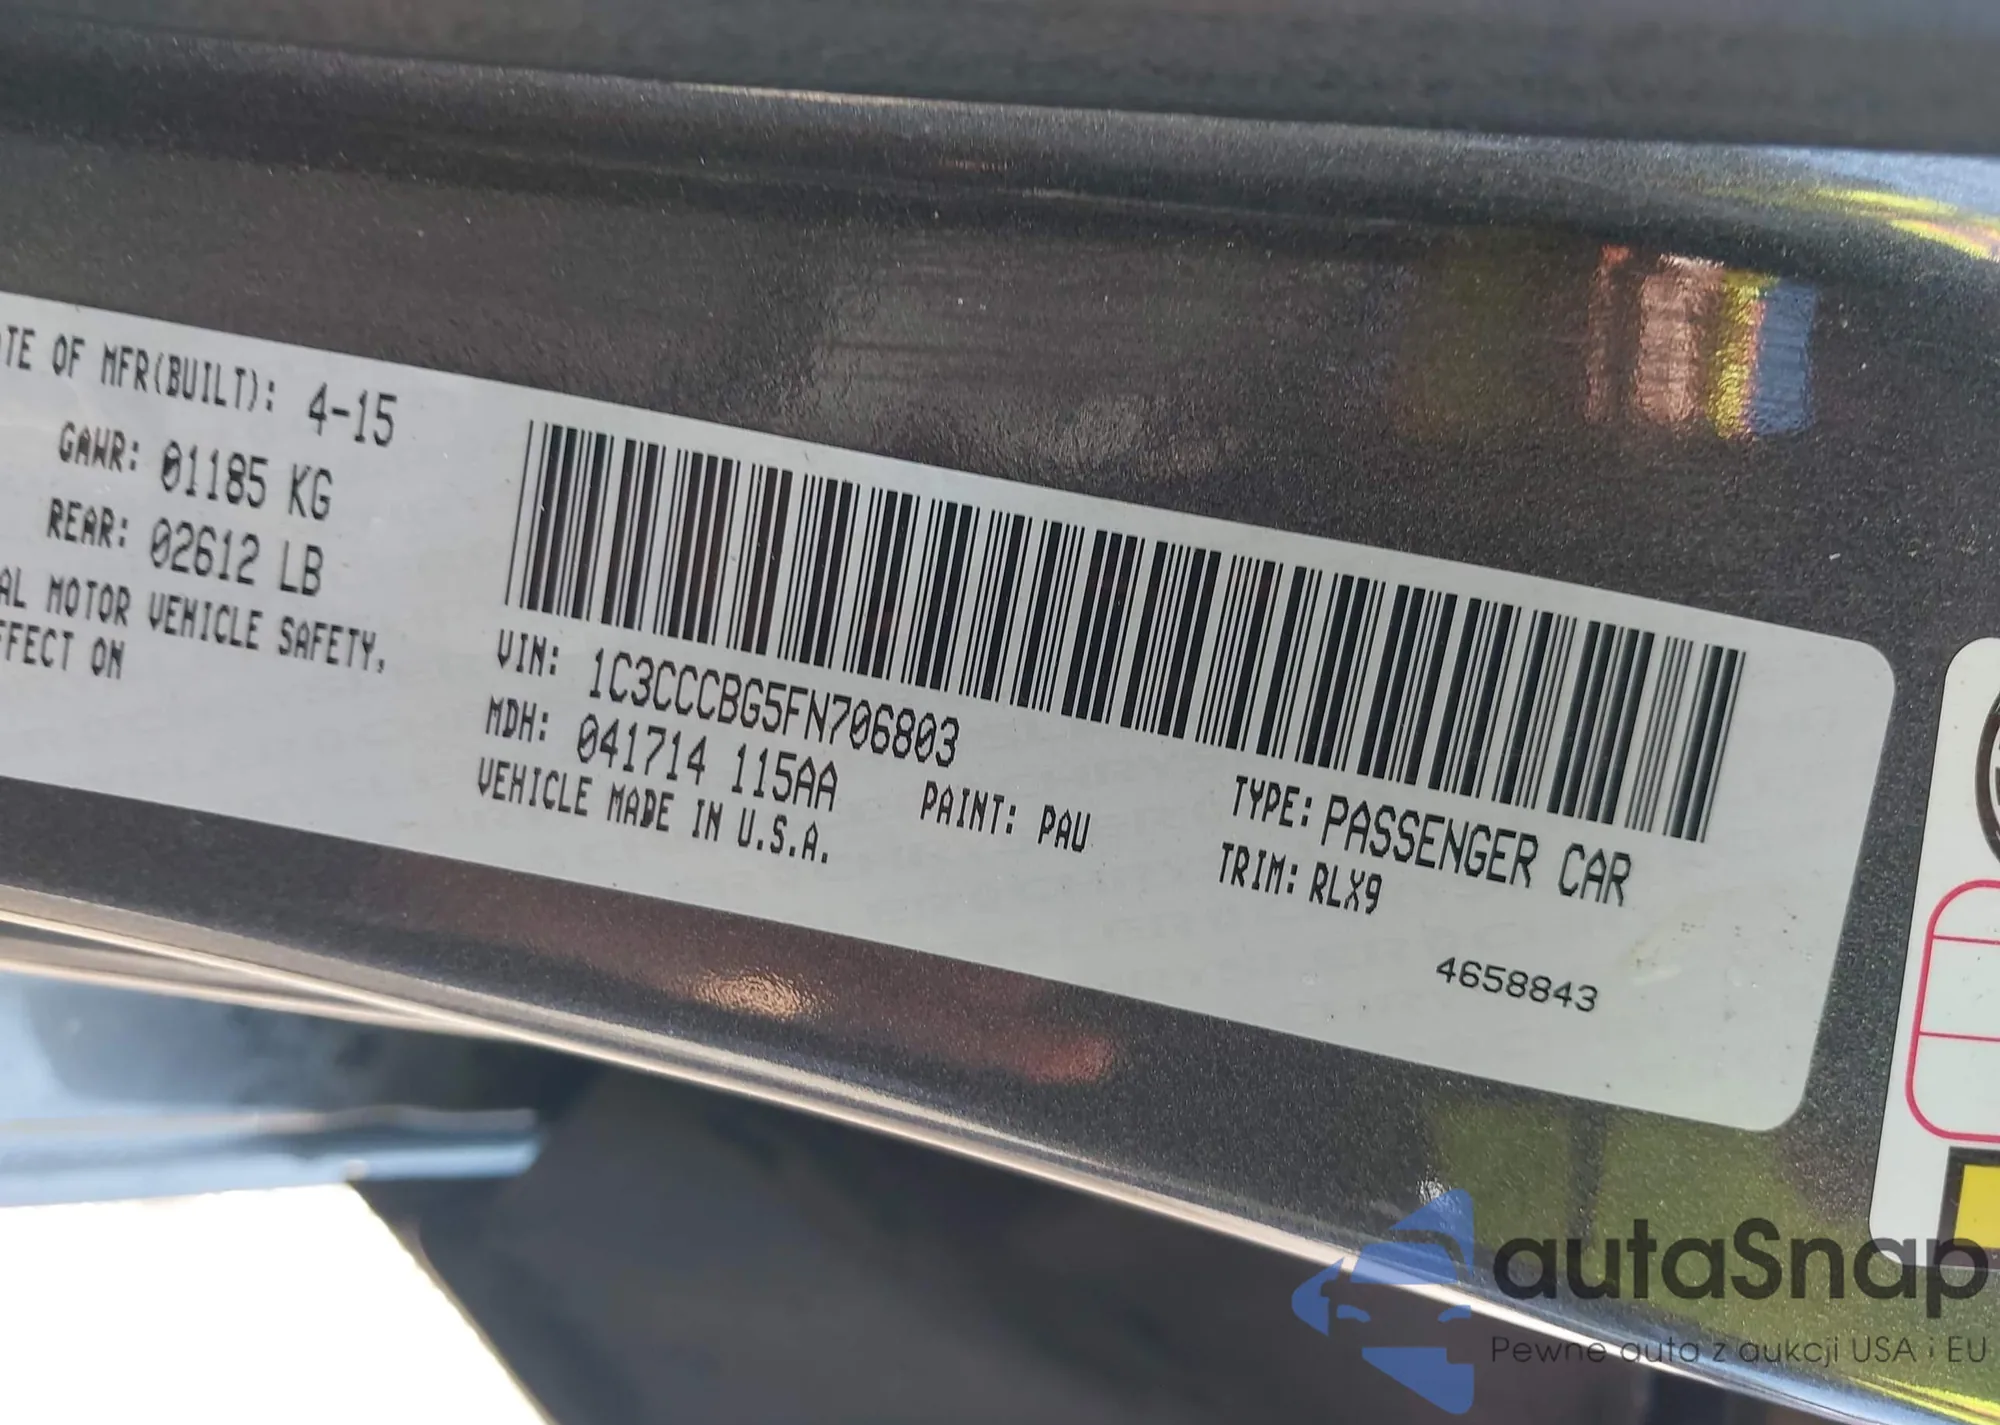 TE OF MFR(BUILT): 4-15
GAWR: 01185 KG
REAR: 02612 LB
AL MOTOR VEHICLE SAFETY,
FFECT ON
VIN: 1C3CCCBG5FN706803
MDH: 041714 115AA
VEHICLE MADE IN U.S.A.
PAINT: PAU
TYPE: PASSENGER CAR
TRIM: RLX9
4658843
autaSnap
Pewne auta z aukcji USA i EU